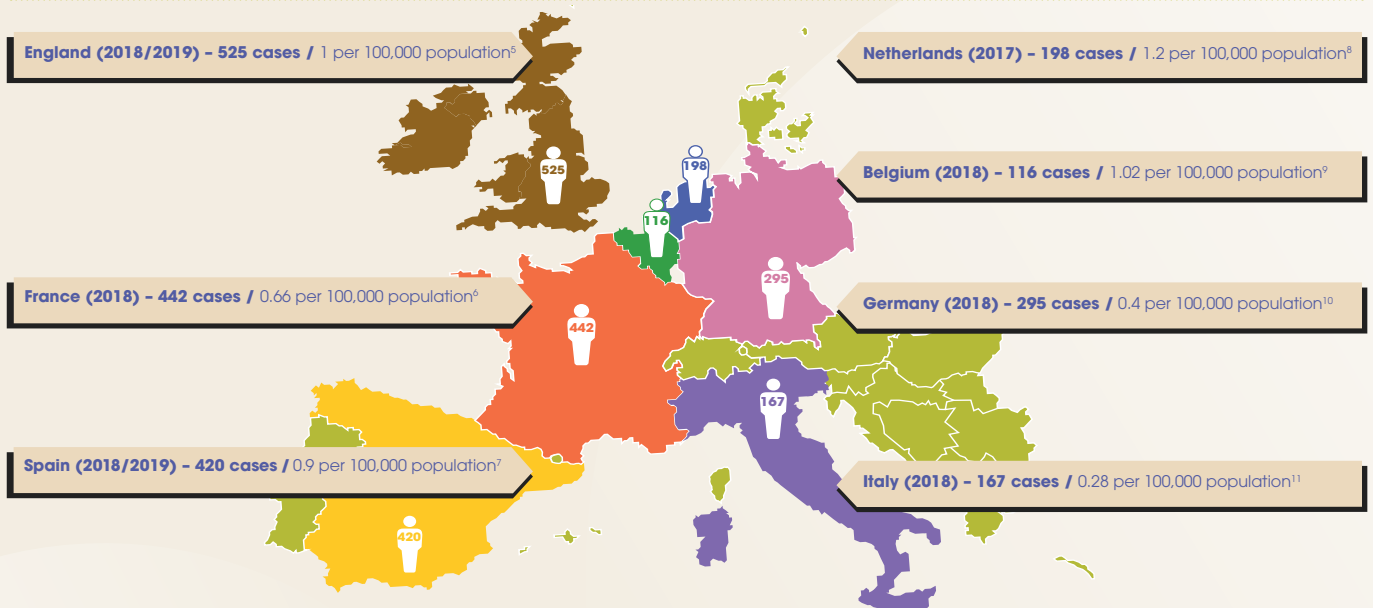 England (2018/2019) – 525 cases / 1 per 100,000 population⁵
Netherlands (2017) – 198 cases / 1.2 per 100,000 population⁸
525
198
Belgium (2018) – 116 cases / 1.02 per 100,000 population⁹
116
295
France (2018) – 442 cases / 0.66 per 100,000 population⁶
Germany (2018) – 295 cases / 0.4 per 100,000 population¹⁰
442
167
Spain (2018/2019) – 420 cases / 0.9 per 100,000 population⁷
Italy (2018) – 167 cases / 0.28 per 100,000 population¹¹
420